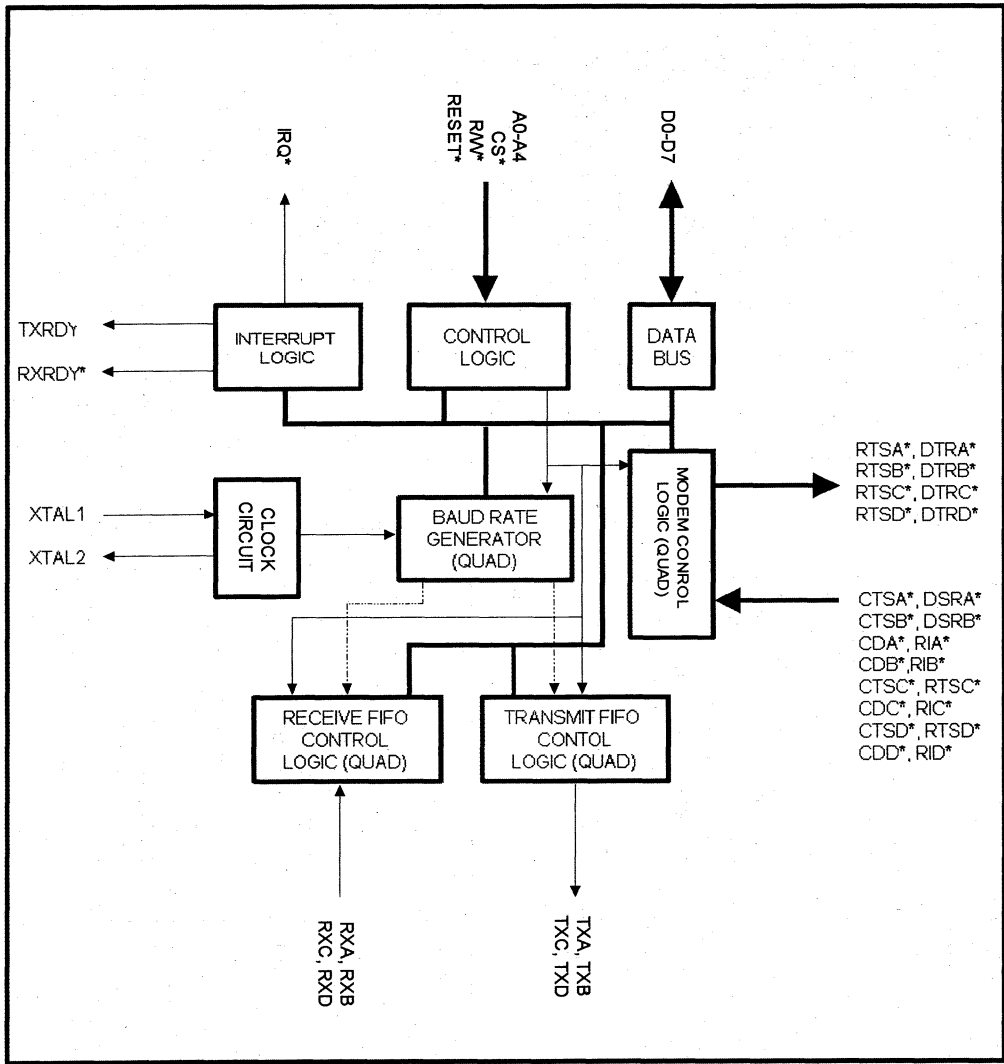 IRQ*
A0-A4
CS*
R/W*
RESET*
D0-D7
TXRDY
RXRDY*
INTERRUPT
LOGIC
CONTROL
LOGIC
DATA
BUS
XTAL1
XTAL2
CLOCK
CIRCUIT
BAUD RATE
GENERATOR
(QUAD)
MODEM CONROL
LOGIC (QUAD)
RTSA*, DTRA*
RTSB*, DTRB*
RTSC*, DTRC*
RTSD*, DTRD*
CTSA*, DSRA*
CTSB*, DSRB*
CDA*, RIA*
CDB*,RIB*
CTSC*, RTSC*
CDC*, RIC*
CTSD*, RTSD*
CDD*, RID*
RECEIVE FIFO
CONTROL
LOGIC (QUAD)
TRANSMIT FIFO
CONTOL
LOGIC (QUAD)
RXA, RXB
RXC, RXD
TXA, TXB
TXC, TXD